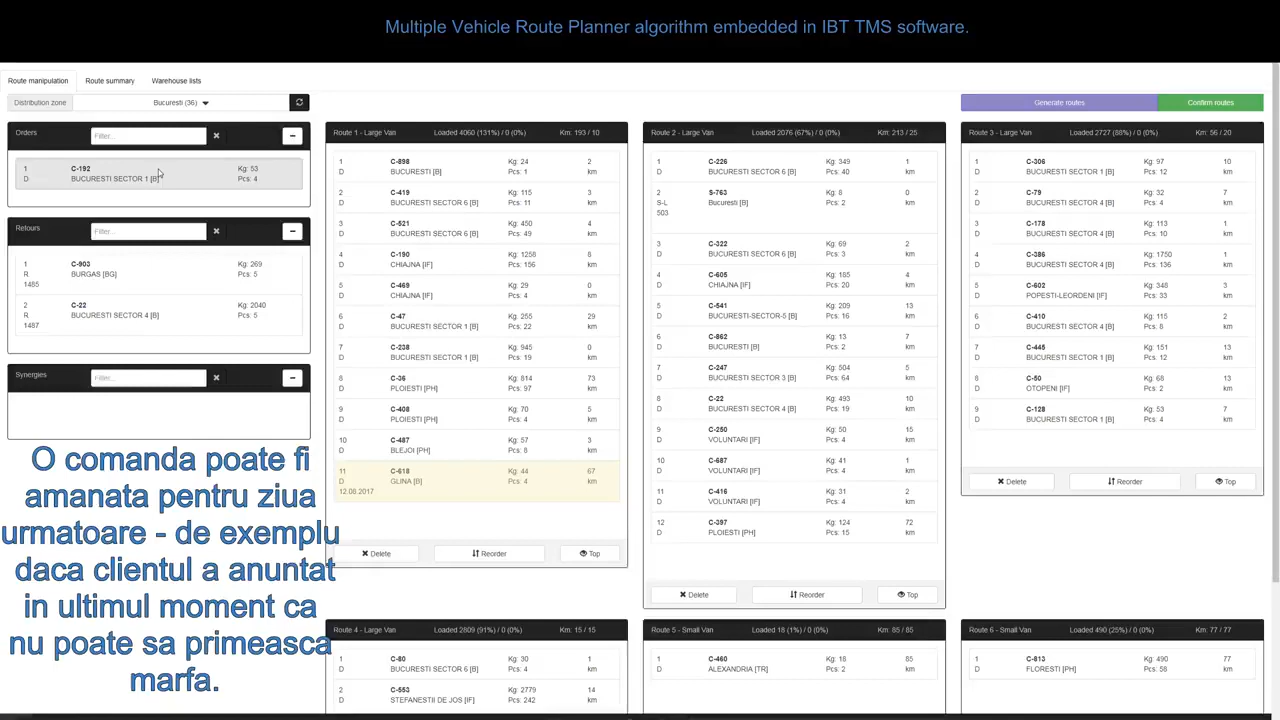 Multiple Vehicle Route Planner algorithm embedded in IBT TMS software.
Route manipulation Route summary Warehouse lists
Distribution zone Bucuresti (36) Generate routes Confirm routes
Orders Filter...
1 C-192 Kg: 53
D BUCURESTI SECTOR 1 [B] Pcs: 4
Retours Filter...
1 C-903 Kg: 269
R BURGAS [BG] Pcs: 5
1485
2 C-22 Kg: 2040
R BUCURESTI SECTOR 4 [B] Pcs: 5
1487
Synergies Filter...
O comanda poate fi
amanata pentru ziua
urmatoare - de exemplu
daca clientul a anuntat
in ultimul moment ca
nu poate sa primeasca
marfa.
Route 1 - Large Van Loaded 4060 (131%) / 0 (0%) Km: 193 / 10
1 C-898 Kg: 24 2
D BUCURESTI [B] Pcs: 1 km
2 C-419 Kg: 115 3
D BUCURESTI SECTOR 6 [B] Pcs: 11 km
3 C-521 Kg: 450 4
D BUCURESTI SECTOR 6 [B] Pcs: 49 km
4 C-190 Kg: 1258 8
D CHIAJNA [IF] Pcs: 156 km
5 C-469 Kg: 29 0
D CHIAJNA [IF] Pcs: 4 km
6 C-47 Kg: 255 29
D BUCURESTI SECTOR 1 [B] Pcs: 22 km
7 C-238 Kg: 945 0
D BUCURESTI SECTOR 1 [B] Pcs: 19 km
8 C-36 Kg: 814 73
D PLOIESTI [PH] Pcs: 97 km
9 C-408 Kg: 70 5
D PLOIESTI [PH] Pcs: 4 km
10 C-487 Kg: 57 3
D BLEJOI [PH] Pcs: 8 km
11 C-618 Kg: 44 67
D GLINA [B] Pcs: 4 km
12.08.2017
Delete Reorder Top
Route 2 - Large Van Loaded 2076 (67%) / 0 (0%) Km: 213 / 25
1 C-226 Kg: 349 1
D BUCURESTI SECTOR 6 [B] Pcs: 40 km
2 S-763 Kg: 8 0
S-L Bucuresti [B] Pcs: 2 km
503
3 C-322 Kg: 69 2
D BUCURESTI SECTOR 6 [B] Pcs: 3 km
4 C-605 Kg: 185 4
D CHIAJNA [IF] Pcs: 20 km
5 C-541 Kg: 209 13
D BUCURESTI-SECTOR-5 [B] Pcs: 16 km
6 C-862 Kg: 13 7
D BUCURESTI [B] Pcs: 2 km
7 C-247 Kg: 504 5
D BUCURESTI SECTOR 3 [B] Pcs: 64 km
8 C-22 Kg: 493 10
D BUCURESTI SECTOR 4 [B] Pcs: 19 km
9 C-250 Kg: 50 15
D VOLUNTARI [IF] Pcs: 4 km
10 C-687 Kg: 41 1
D VOLUNTARI [IF] Pcs: 4 km
11 C-416 Kg: 31 2
D VOLUNTARI [IF] Pcs: 4 km
12 C-397 Kg: 124 72
D PLOIESTI [PH] Pcs: 15 km
Delete Reorder Top
Route 3 - Large Van Loaded 2727 (88%) / 0 (0%) Km: 56 / 20
1 C-306 Kg: 97 10
D BUCURESTI SECTOR 1 [B] Pcs: 12 km
2 C-79 Kg: 32 7
D BUCURESTI SECTOR 4 [B] Pcs: 2 km
3 C-178 Kg: 113 1
D BUCURESTI SECTOR 4 [B] Pcs: 10 km
4 C-386 Kg: 1750 1
D BUCURESTI SECTOR 4 [B] Pcs: 136 km
5 C-602 Kg: 348 3
D POPESTI-LEORDENI [IF] Pcs: 33 km
6 C-410 Kg: 115 2
D BUCURESTI SECTOR 4 [B] Pcs: 8 km
7 C-445 Kg: 151 13
D BUCURESTI SECTOR 1 [B] Pcs: 12 km
8 C-50 Kg: 68 13
D OTOPENI [IF] Pcs: 2 km
9 C-128 Kg: 53 7
D BUCURESTI SECTOR 1 [B] Pcs: 4 km
Delete Reorder Top
Route 4 - Large Van Loaded 2809 (91%) / 0 (0%) Km: 15 / 15
1 C-80 Kg: 30 1
D BUCURESTI SECTOR 6 [B] Pcs: 2 km
2 C-553 Kg: 2779 14
D STEFANESTII DE JOS [IF] Pcs: 242 km
Route 5 - Small Van Loaded 18 (1%) / 0 (0%) Km: 85 / 85
1 C-460 Kg: 18 85
D ALEXANDRIA [TR] Pcs: 4 km
Route 6 - Small Van Loaded 490 (25%) / 0 (0%) Km: 77 / 77
1 C-813 Kg: 490 77
D FLORESTI [PH] Pcs: 58 km